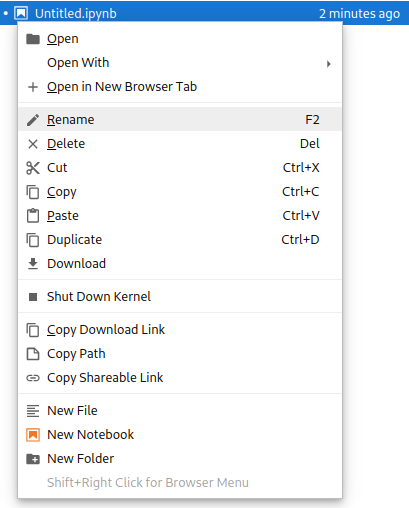 Untitled.ipynb 2 minutes ago
Open
Open With
Open in New Browser Tab
Rename F2
Delete Del
Cut Ctrl+X
Copy Ctrl+C
Paste Ctrl+V
Duplicate Ctrl+D
Download
Shut Down Kernel
Copy Download Link
Copy Path
Copy Shareable Link
New File
New Notebook
New Folder
Shift+Right Click for Browser Menu